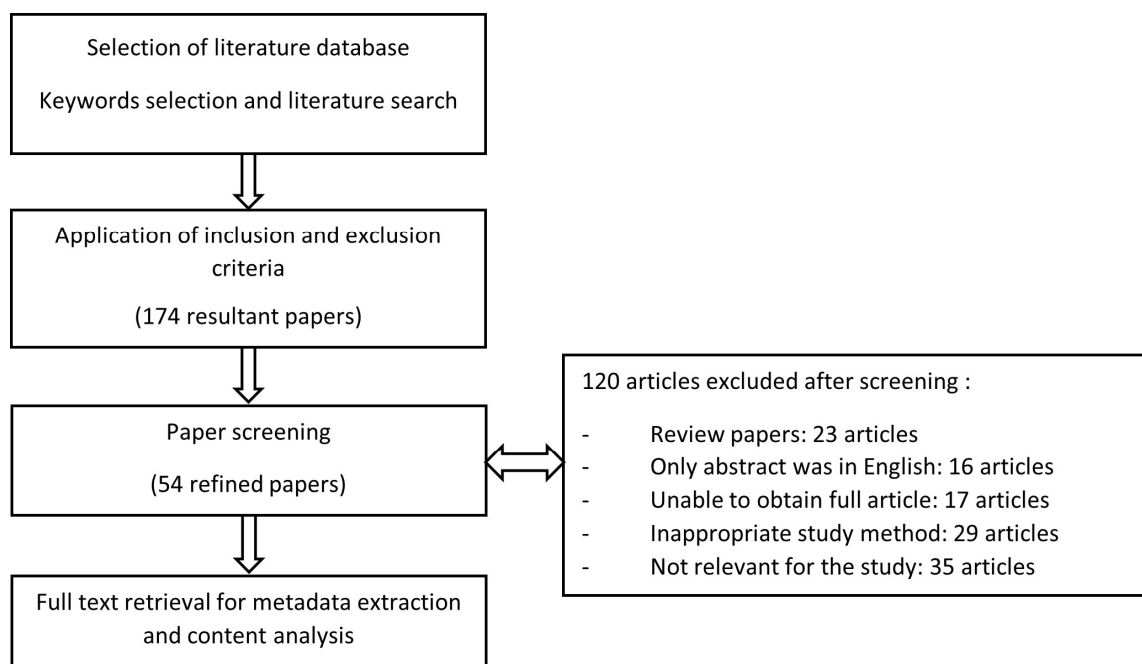 Selection of literature database
Keywords selection and literature search
Application of inclusion and exclusion
criteria
(174 resultant papers)
Paper screening
(54 refined papers)
120 articles excluded after screening :
- Review papers: 23 articles
- Only abstract was in English: 16 articles
- Unable to obtain full article: 17 articles
- Inappropriate study method: 29 articles
- Not relevant for the study: 35 articles
Full text retrieval for metadata extraction
and content analysis